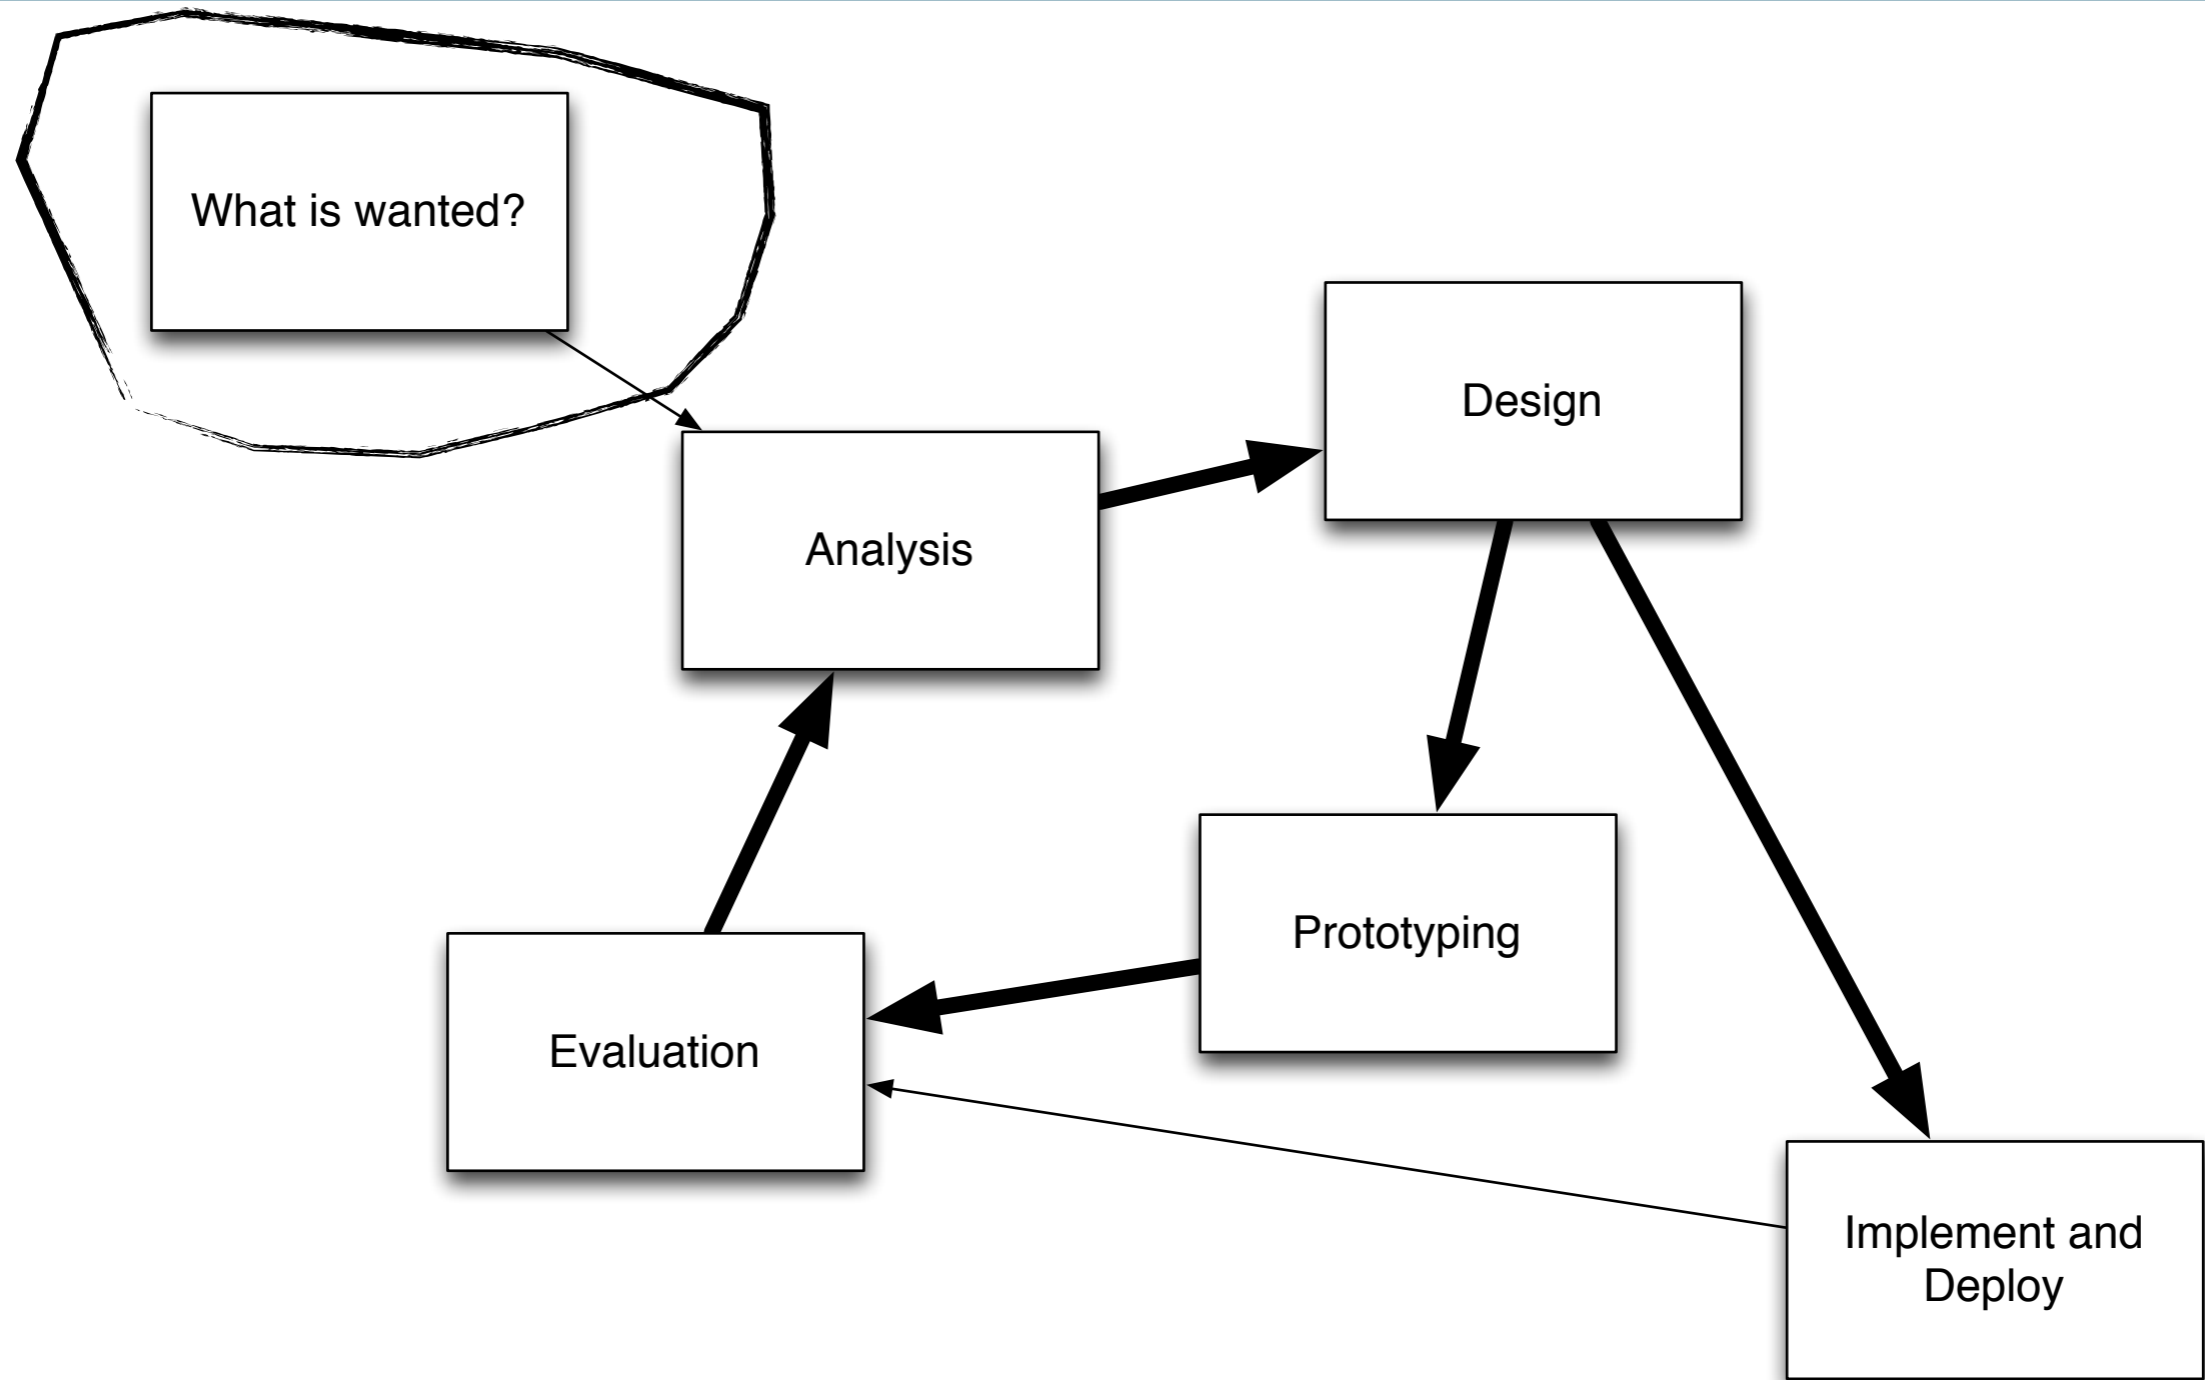 What is wanted?
Design
Analysis
Prototyping
Evaluation
Implement and
Deploy